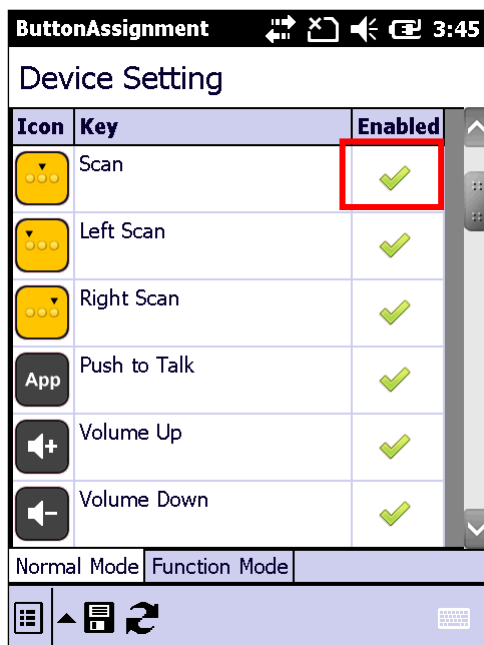 ButtonAssignment 3:45
Device Setting
Icon Key Enabled
Scan
Left Scan
Right Scan
App Push to Talk
Volume Up
Volume Down
Normal Mode Function Mode